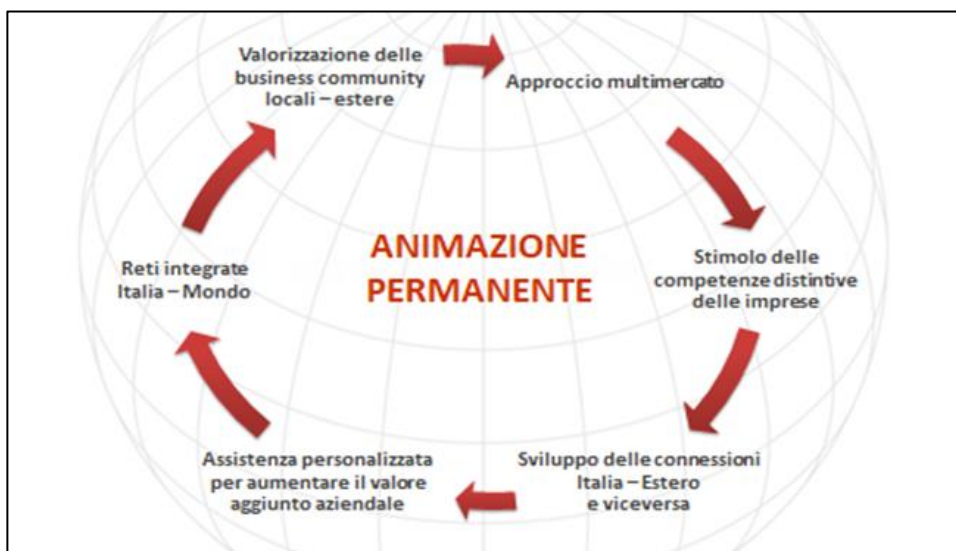 Valorizzazione delle
business community
locali – estere
Approccio multimercato
Stimolo delle
competenze distintive
delle imprese
Sviluppo delle connessioni
Italia – Estero
e viceversa
Assistenza personalizzata
per aumentare il valore
aggiunto aziendale
Reti integrate
Italia – Mondo
ANIMAZIONE
PERMANENTE